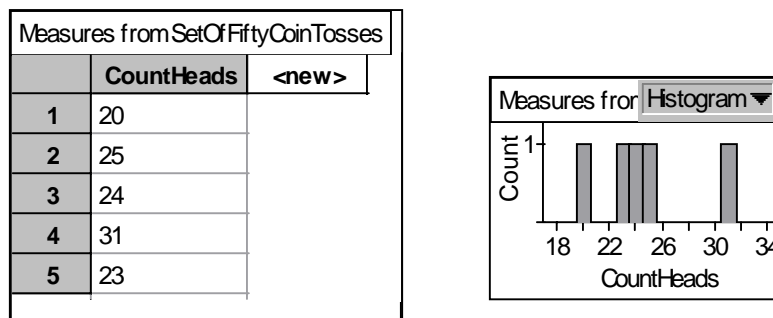 Measures from SetOfFiftyCoinTosses
CountHeads <new>
1 20
2 25
3 24
4 31
5 23
Measures fror Histogram
Count
1
18 22 26 30 34
CountHeads